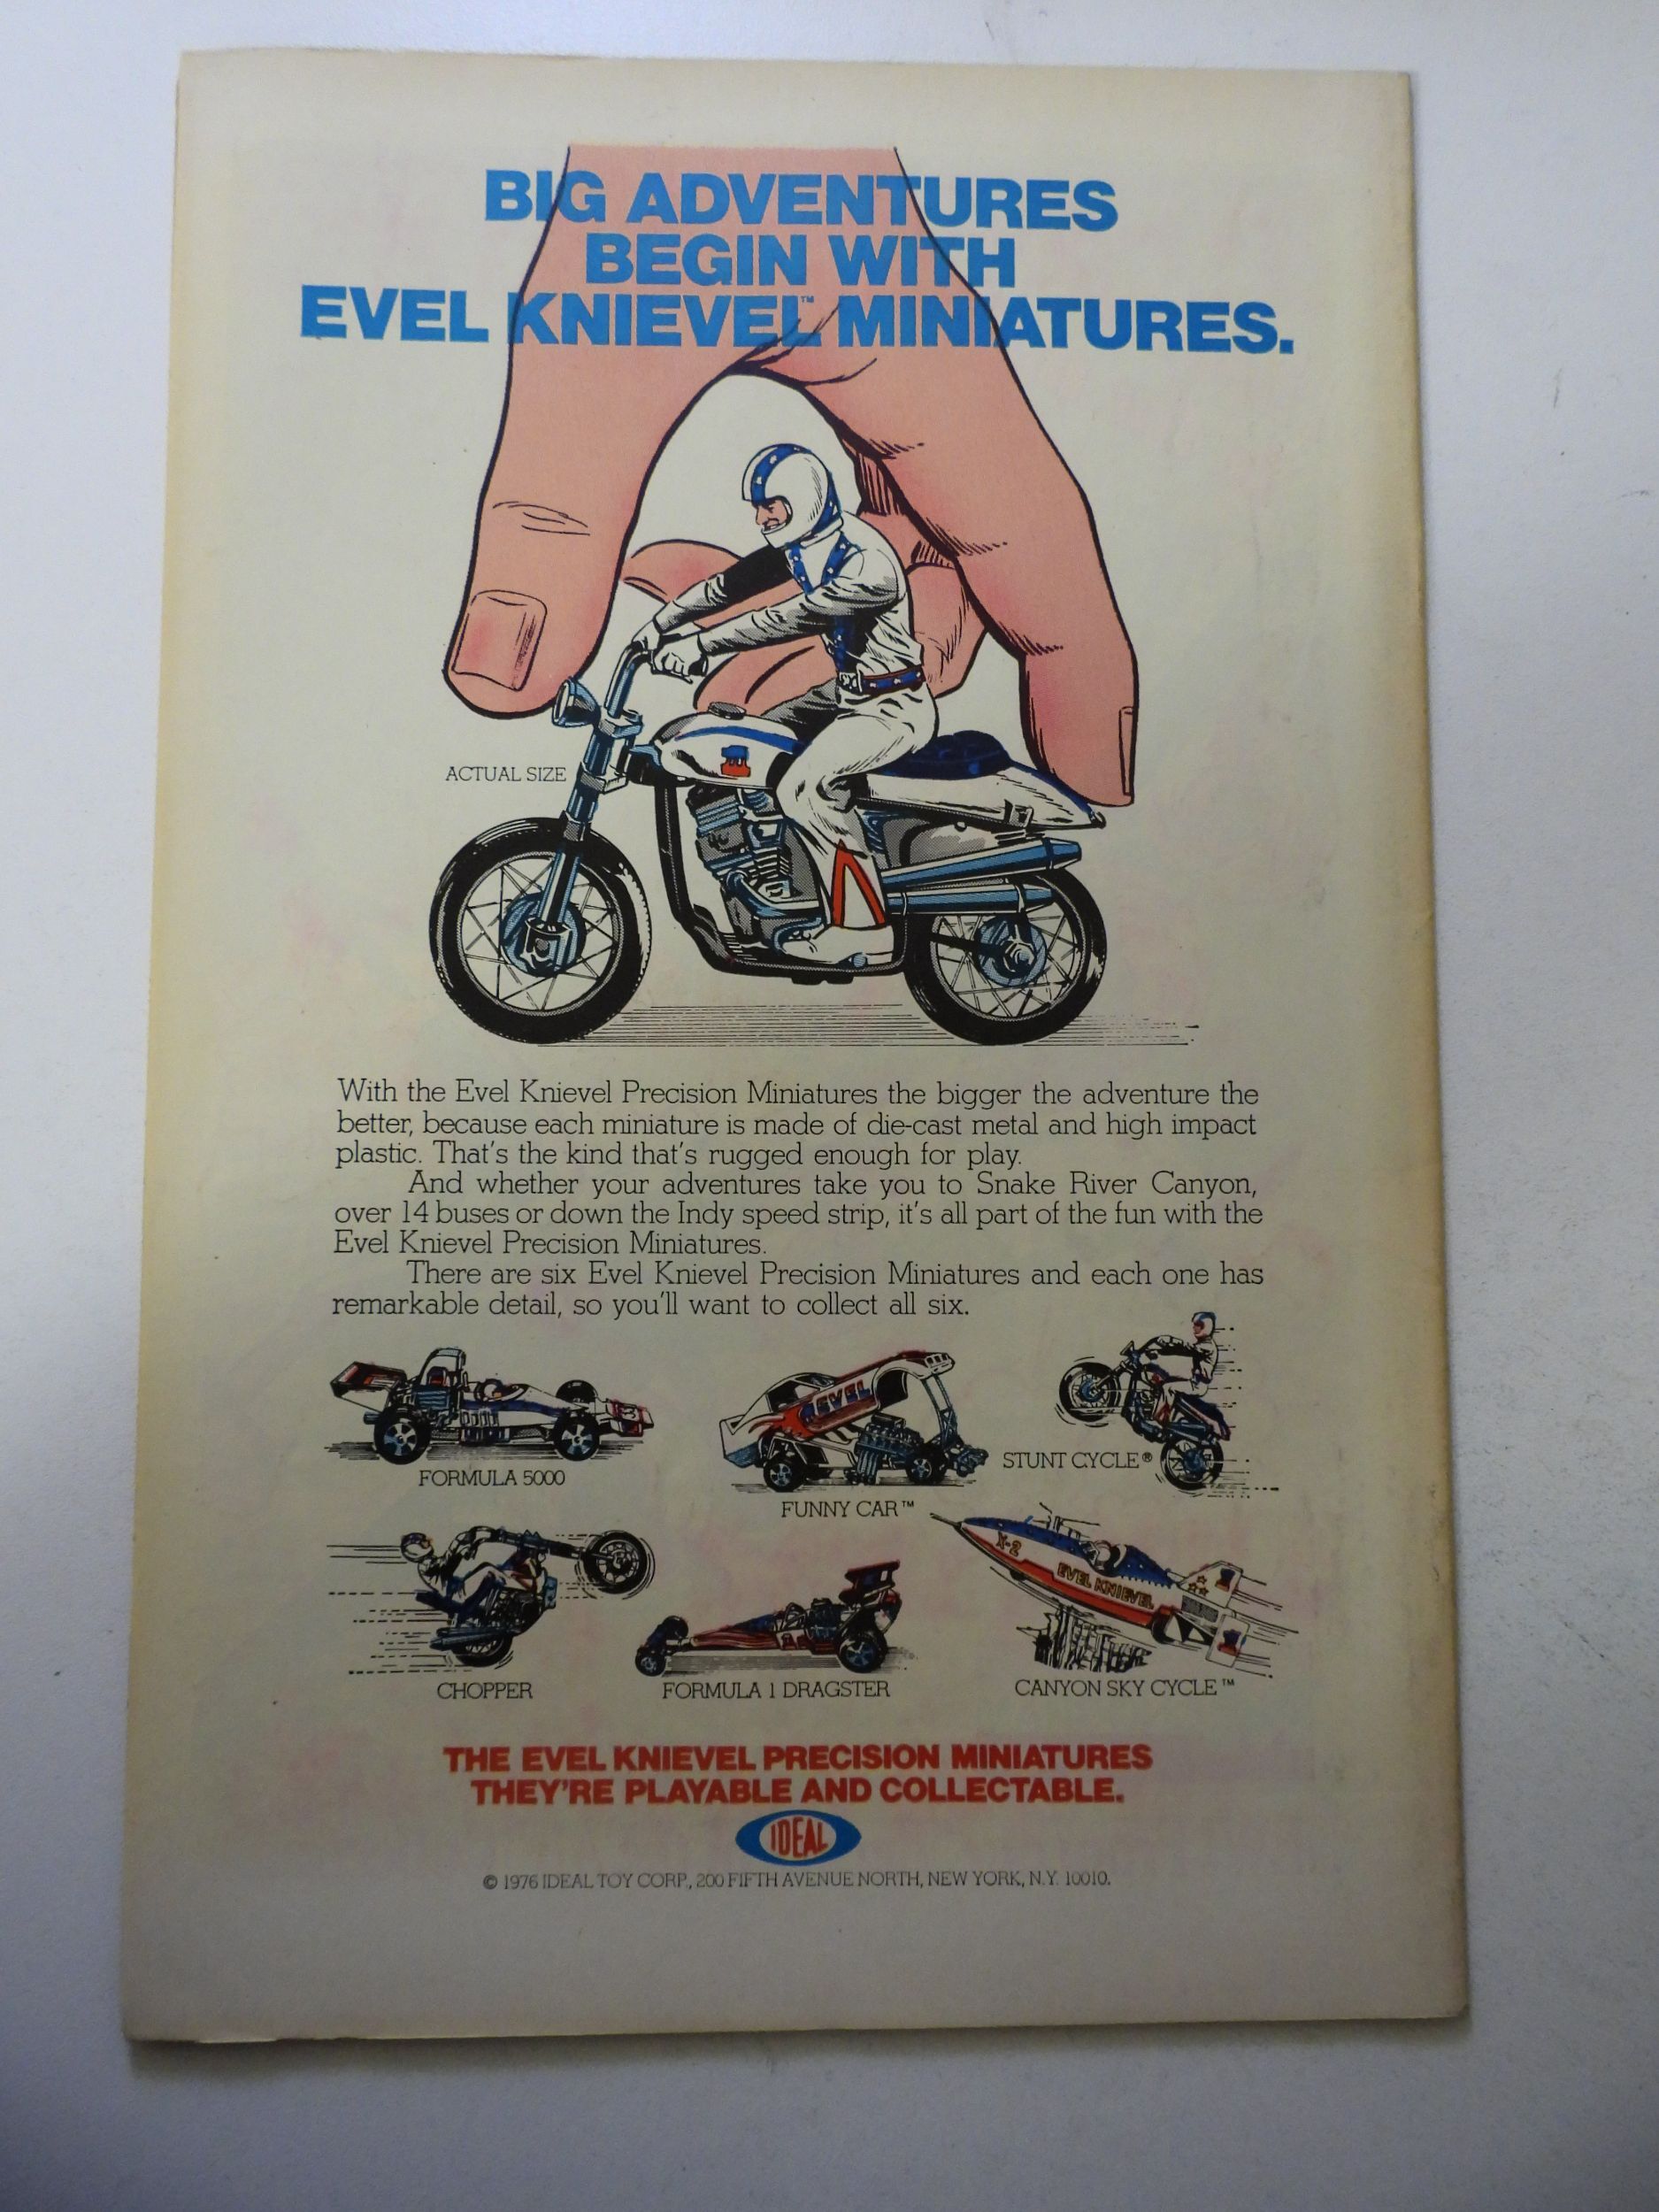 BIG ADVENTURES
BEGIN WITH
EVEL KNIEVEL™ MINIATURES.
ACTUAL SIZE
1
With the Evel Knievel Precision Miniatures the bigger the adventure the
better, because each miniature is made of die-cast metal and high impact
plastic. That's the kind that's rugged enough for play.
And whether your adventures take you to Snake River Canyon,
over 14 buses or down the Indy speed strip, it's all part of the fun with the
Evel Knievel Precision Miniatures.
There are six Evel Knievel Precision Miniatures and each one has
remarkable detail, so you'll want to collect all six.
EVEL
FORMULA 5000
FUNNY CAR™
STUNT CYCLE®
X-2
EVEL KNIEVEL
CHOPPER
FORMULA 1 DRAGSTER
CANYON SKY CYCLE™
THE EVEL KNIEVEL PRECISION MINIATURES
THEY'RE PLAYABLE AND COLLECTABLE.
IDEAL
© 1976 IDEAL TOY CORP., 200 FIFTH AVENUE NORTH, NEW YORK, N.Y. 10010.